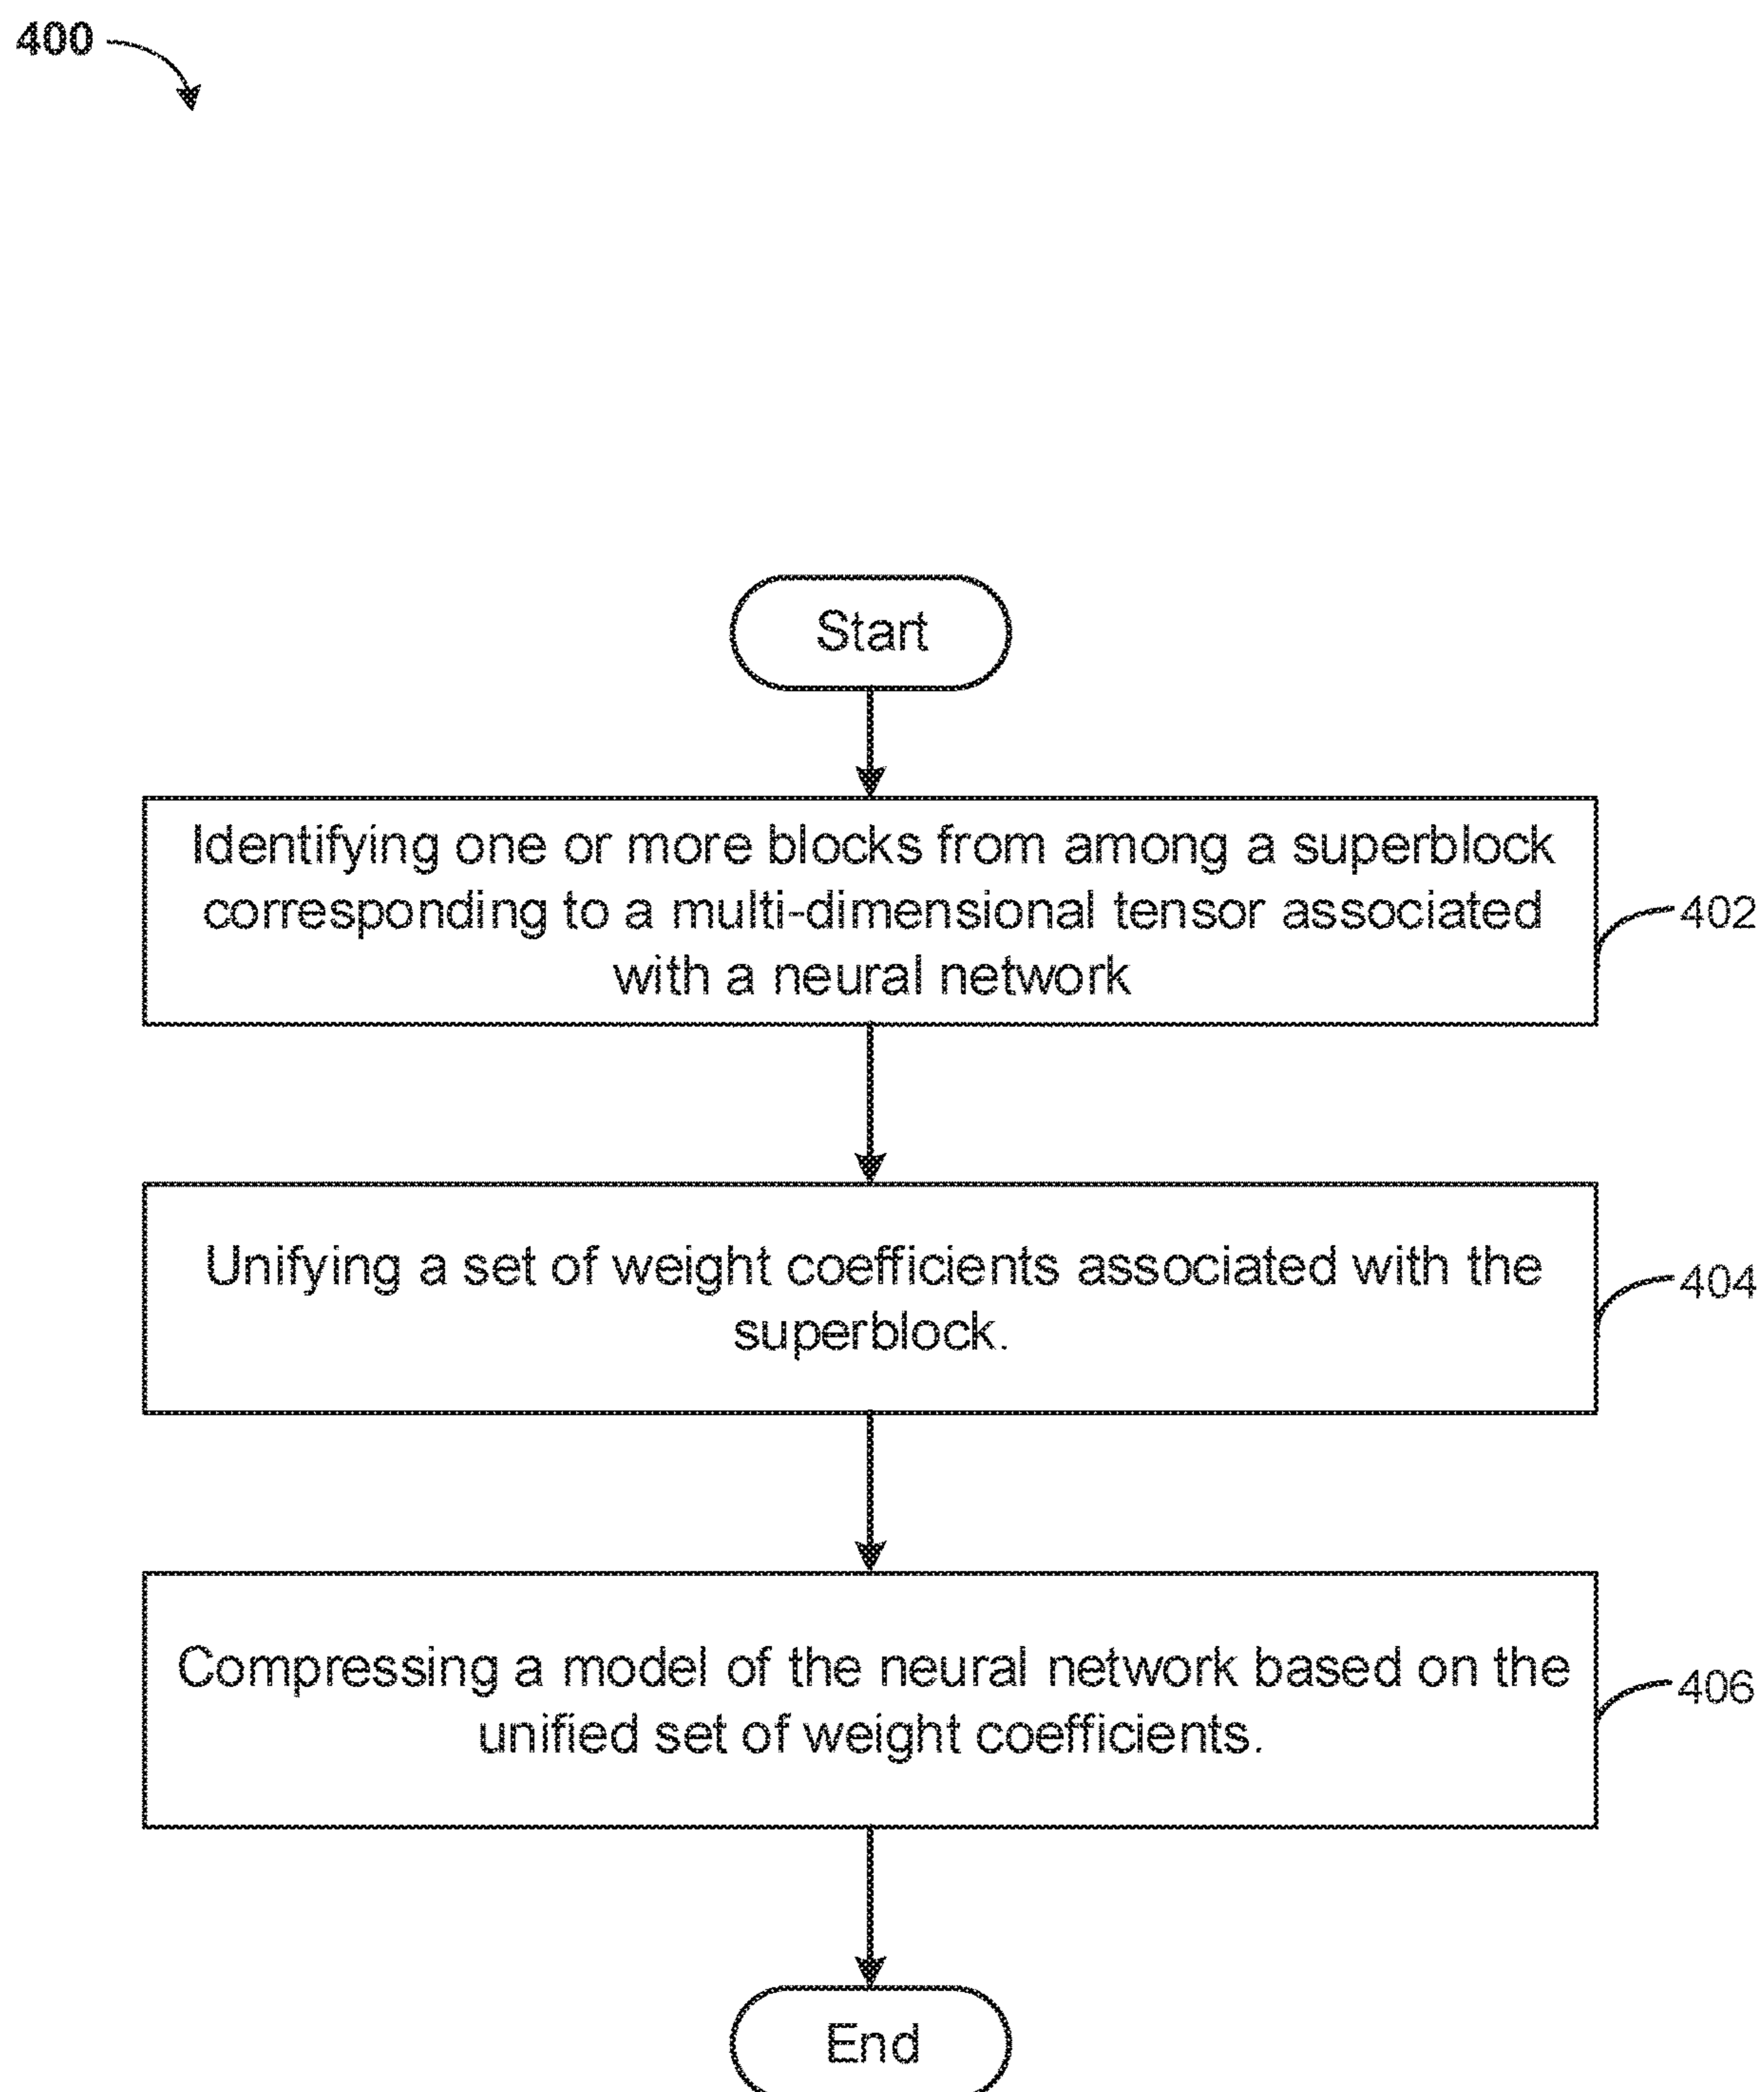 400
Start
Identifying one or more blocks from among a superblock
corresponding to a multi-dimensional tensor associated
with a neural network
402
Unifying a set of weight coefficients associated with the
superblock.
404
Compressing a model of the neural network based on the
unified set of weight coefficients.
406
End